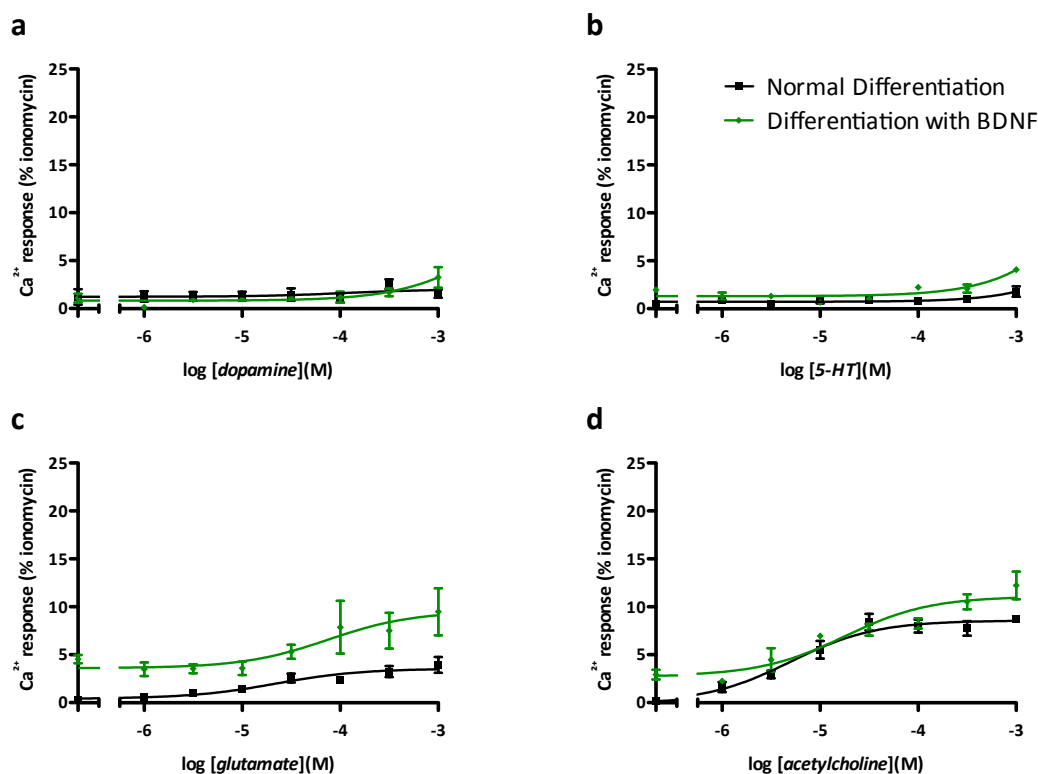 a
b
Ca²⁺ response (% ionomycin)
25
20
15
10
5
0
-6
-5
-4
-3
log [dopamine](M)
Ca²⁺ response (% ionomycin)
25
20
15
10
5
0
Normal Differentiation
Differentiation with BDNF
-6
-5
-4
-3
log [5-HT](M)
c
d
Ca²⁺ response (% ionomycin)
25
20
15
10
5
0
-6
-5
-4
-3
log [glutamate](M)
Ca²⁺ response (% ionomycin)
25
20
15
10
5
0
-6
-5
-4
-3
log [acetylcholine](M)